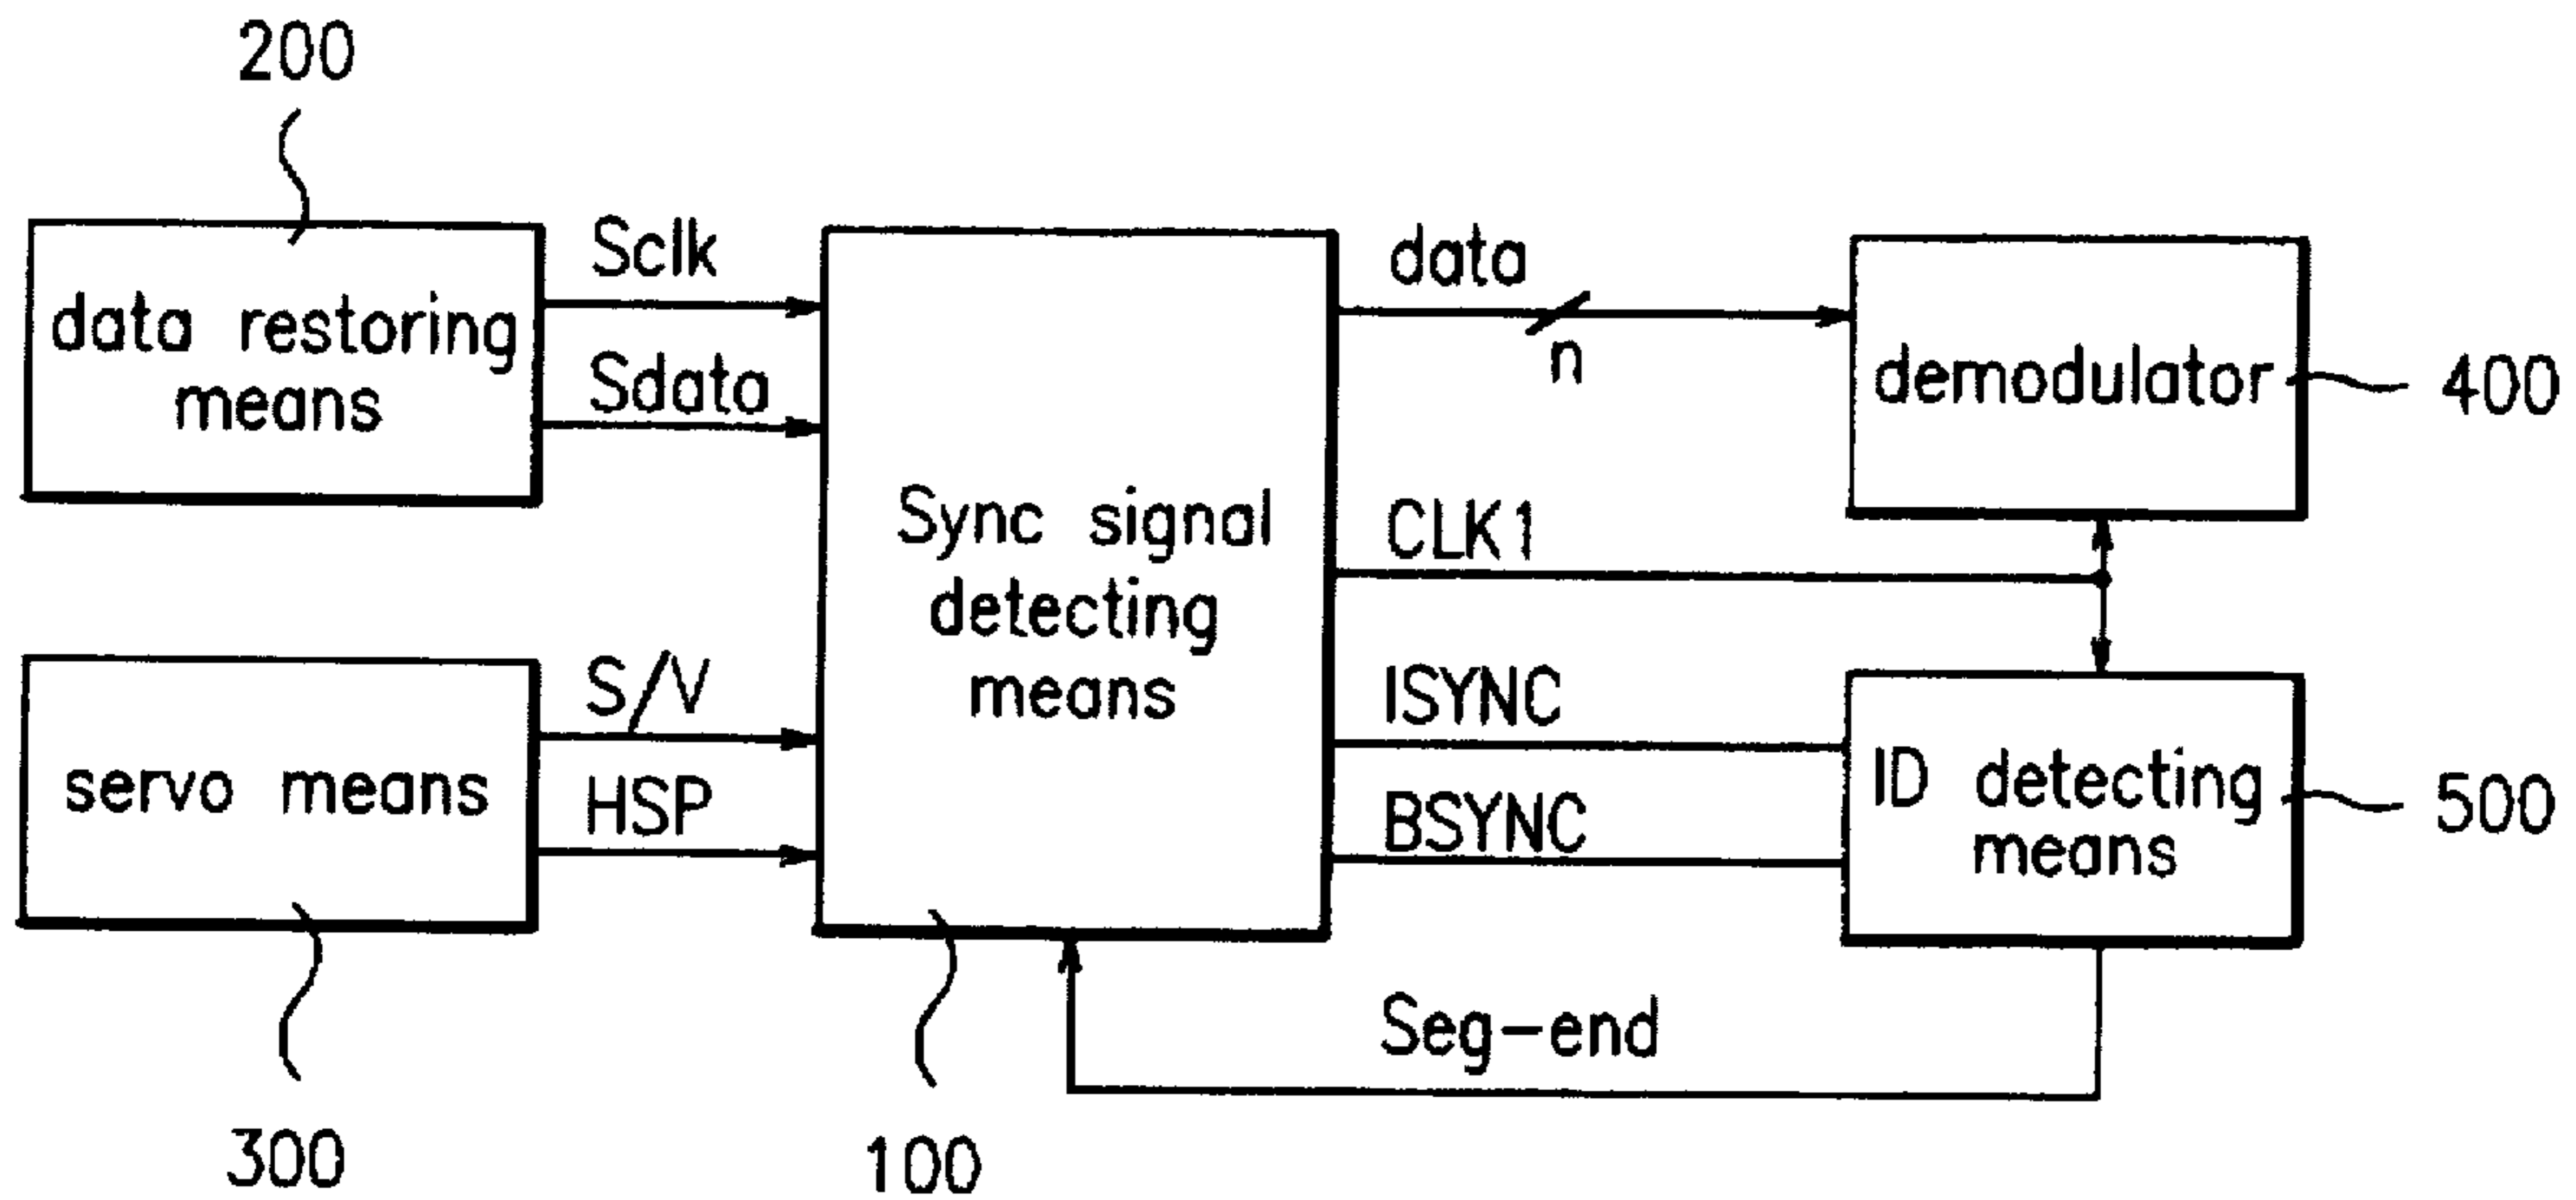 200
data restoring
means
Sclk
Sdata
servo means
300
S/V
HSP
Sync signal
detecting
means
100
data
n
CLK1
ISYNC
BSYNC
Seg-end
demodulator
400
ID detecting
means
500